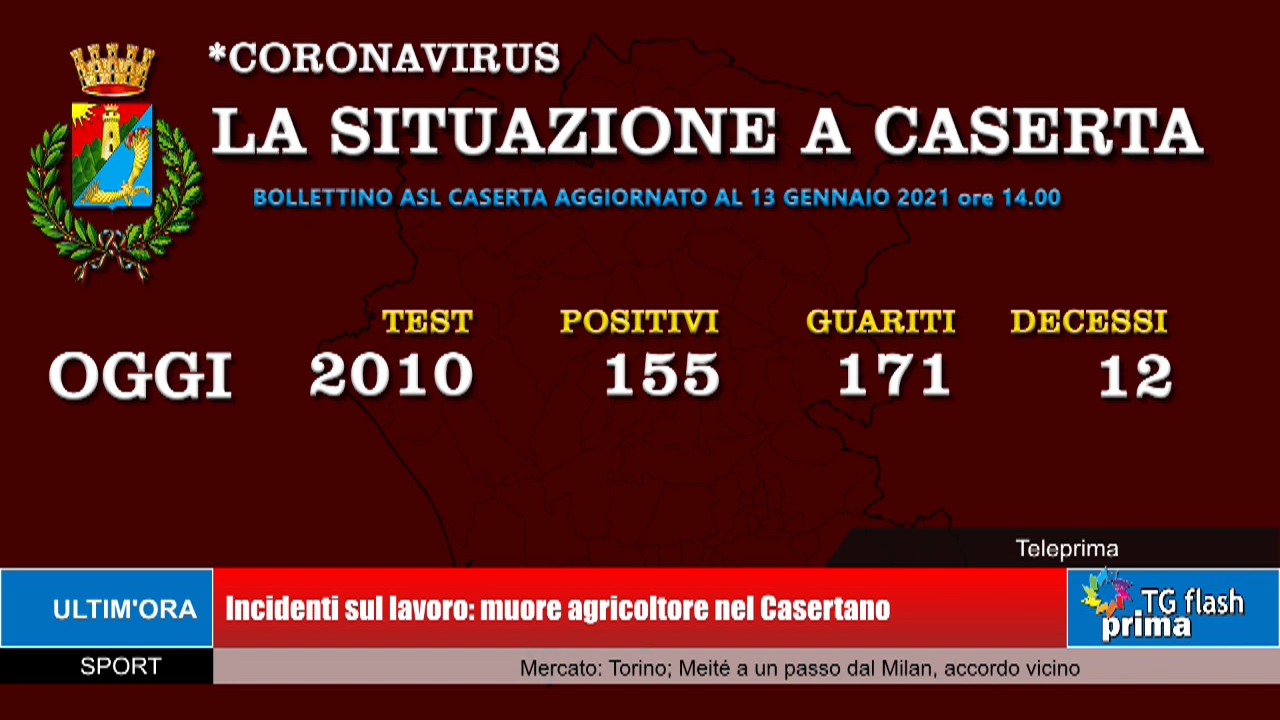 *CORONAVIRUS
LA SITUAZIONE A CASERTA
BOLLETTINO ASL CASERTA AGGIORNATO AL 13 GENNAIO 2021 ore 14.00
TEST POSITIVI GUARITI DECESSI
OGGI 2010 155 171 12
Teleprima
ULTIM'ORA Incidenti sul lavoro: muore agricoltore nel Casertano
TG flash
prima
SPORT Mercato: Torino; Meité a un passo dal Milan, accordo vicino